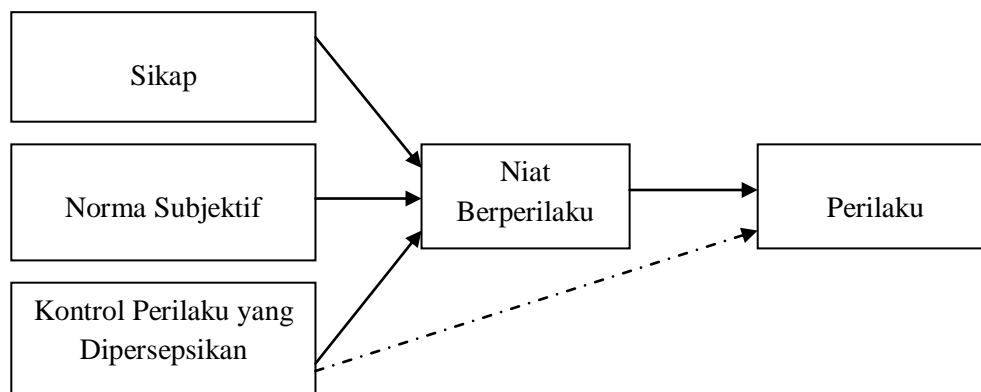 Sikap
Norma Subjektif
Kontrol Perilaku yang
Dipersepsikan
Niat
Berperilaku
Perilaku